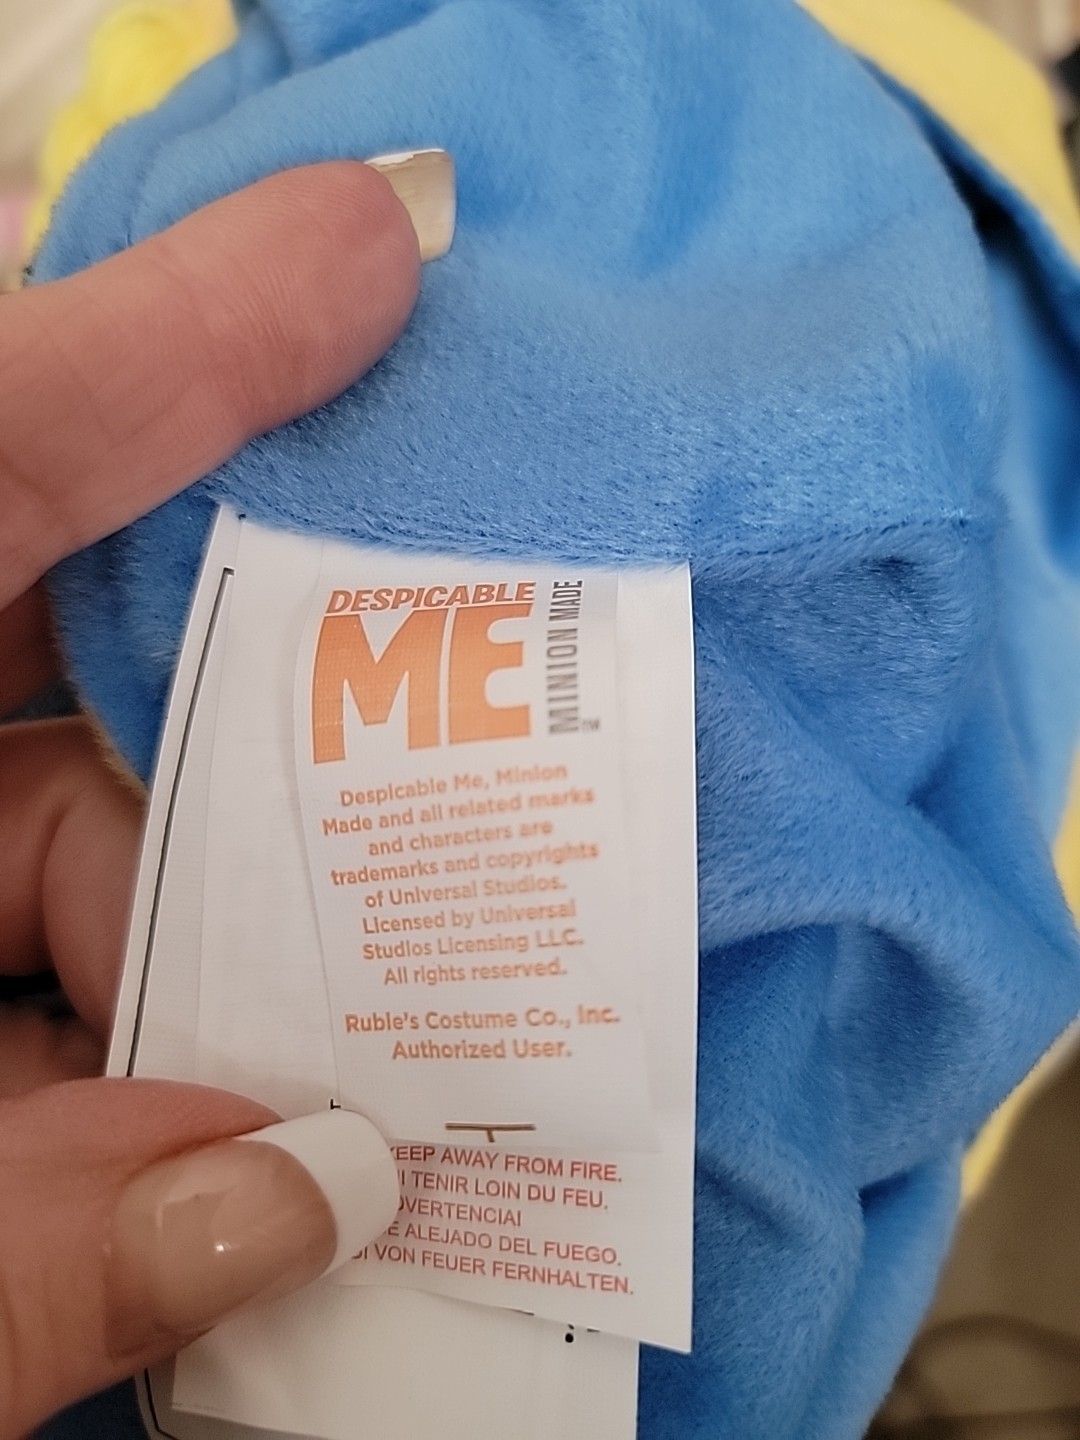 DESPICABLE
ME
MINION MADE
TM
Despicable Me, Minion
Made and all related marks
and characters are
trademarks and copyrights
of Universal Studios.
Licensed by Universal
Studios Licensing LLC.
All rights reserved.
Rubie's Costume Co., Inc.
Authorized User.
KEEP AWAY FROM FIRE.
TENIR LOIN DU FEU.
ALEJADO DEL FUEGO.
VON FEUER FERNHALTEN.